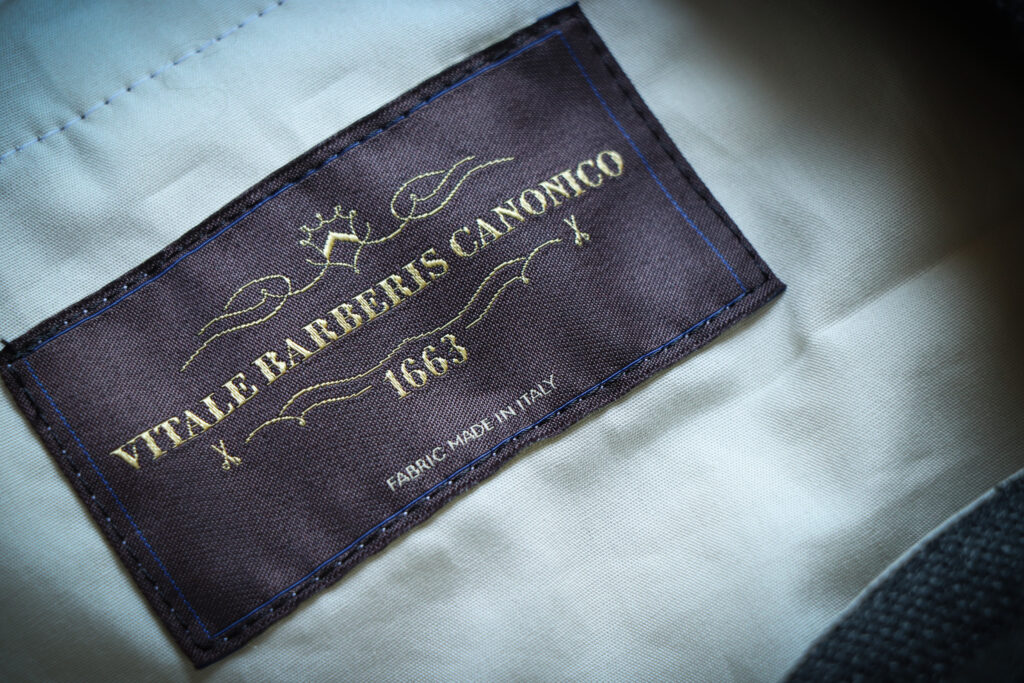 VITALE BARBERIS CANONICO
1663
FABRIC MADE IN ITALY